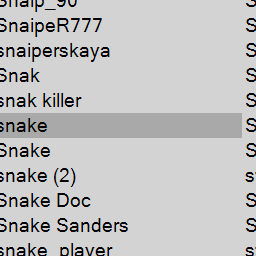 Snaip_90
SnaipeR777
snaiperskaya
Snak
snak killer
snake
Snake
snake (2)
Snake Doc
Snake Sanders
snake_player